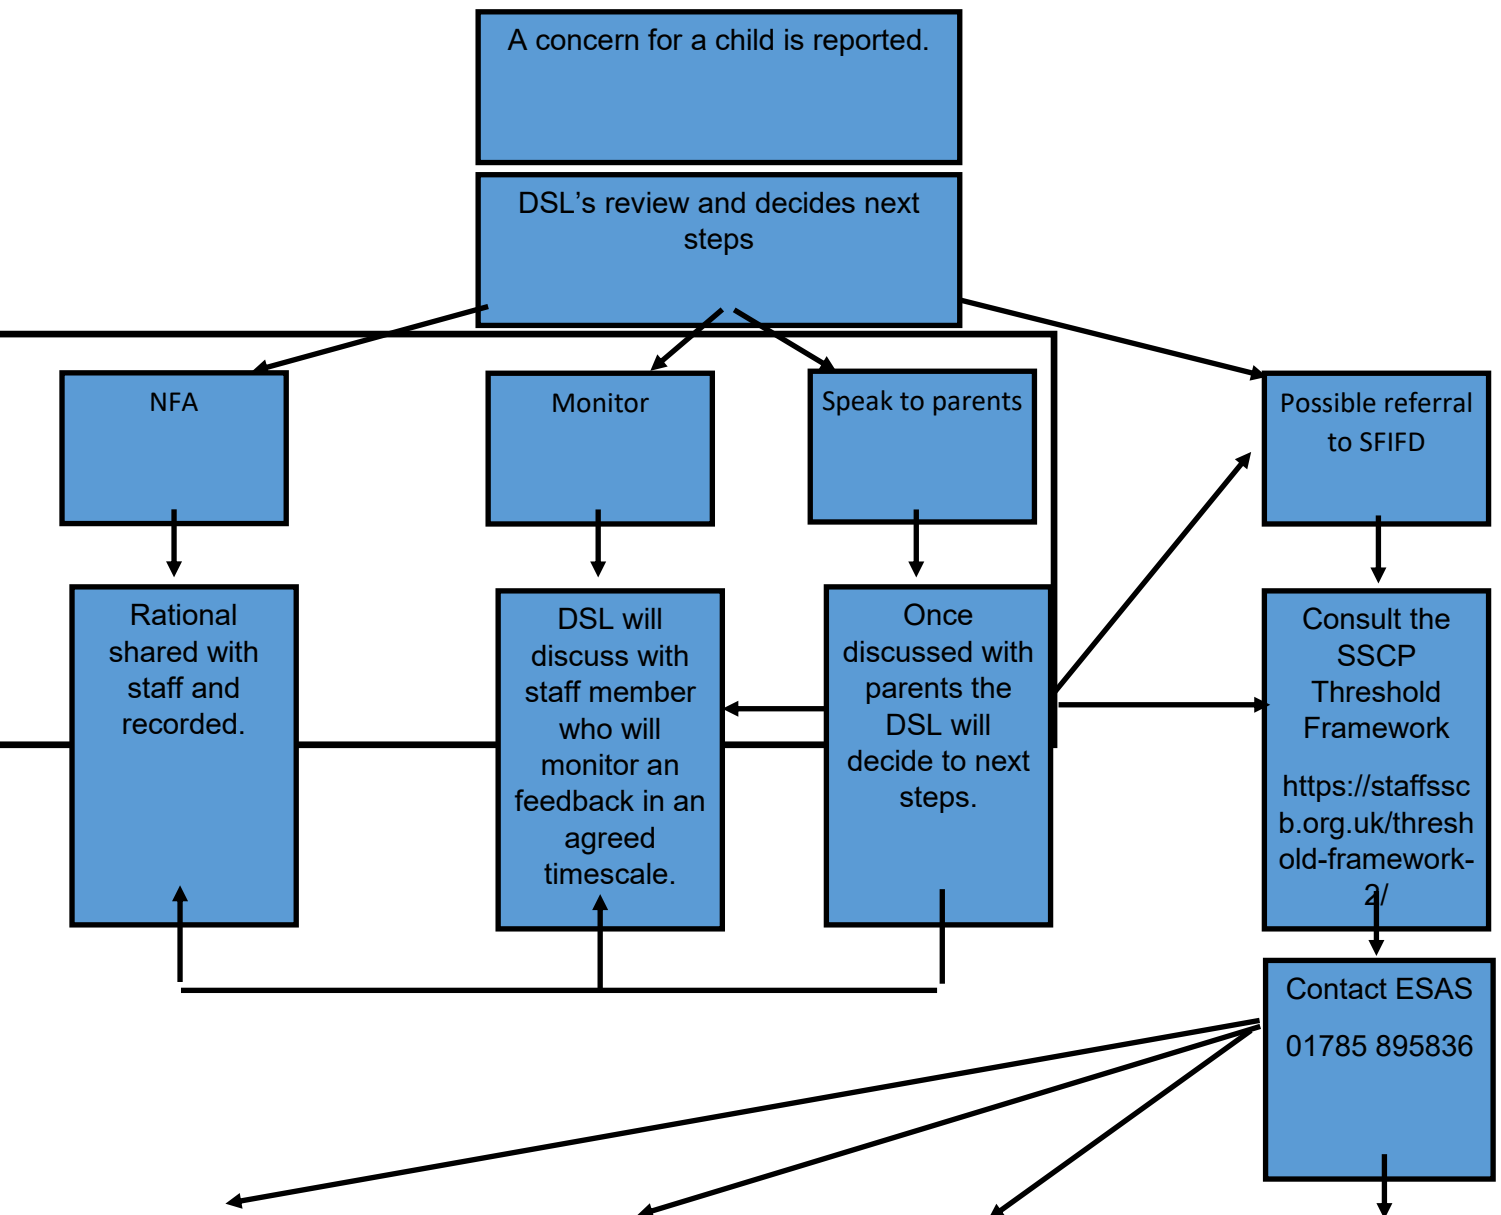 A concern for a child is reported.
DSL’s review and decides next
steps
NFA
Monitor
Speak to parents
Possible referral
to SFIFD
Rational
shared with
staff and
recorded.
DSL will
discuss with
staff member
who will
monitor an
feedback in an
agreed
timescale.
Once
discussed with
parents the
DSL will
decide to next
steps.
Consult the
SSCP
Threshold
Framework
https://staffssc
b.org.uk/thresh
old-framework-
2/
Contact ESAS
01785 895836